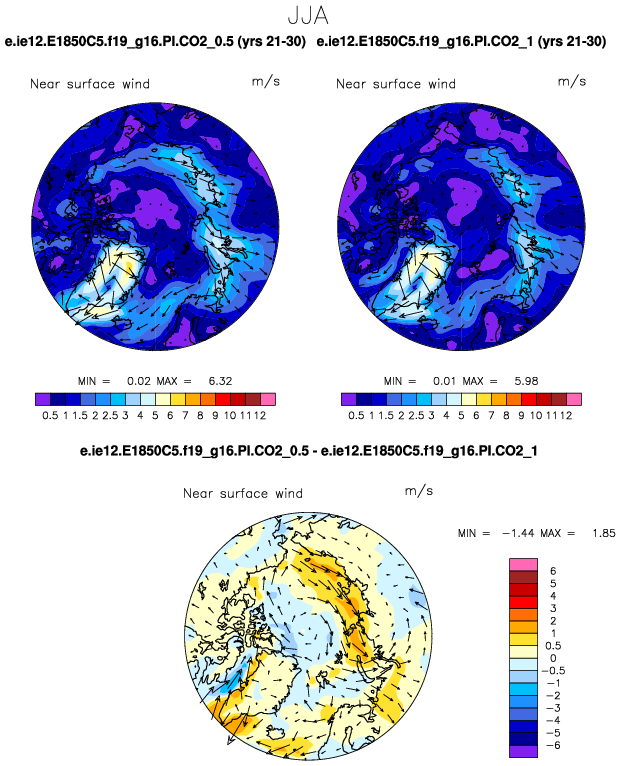 JJA
e.ie12.E1850C5.f19_g16.PI.CO2_0.5 (yrs 21-30) e.ie12.E1850C5.f19_g16.PI.CO2_1 (yrs 21-30)
Near surface wind m/s Near surface wind m/s
MIN = 0.02 MAX = 6.32 MIN = 0.01 MAX = 5.98
0.5 1 1.5 2 2.5 3 4 5 6 7 8 9 10 11 12 0.5 1 1.5 2 2.5 3 4 5 6 7 8 9 10 11 12
e.ie12.E1850C5.f19_g16.PI.CO2_0.5 - e.ie12.E1850C5.f19_g16.PI.CO2_1
Near surface wind m/s
MIN = -1.44 MAX = 1.85
6
5
4
3
2
1
0.5
0
-0.5
-1
-2
-3
-4
-5
-6